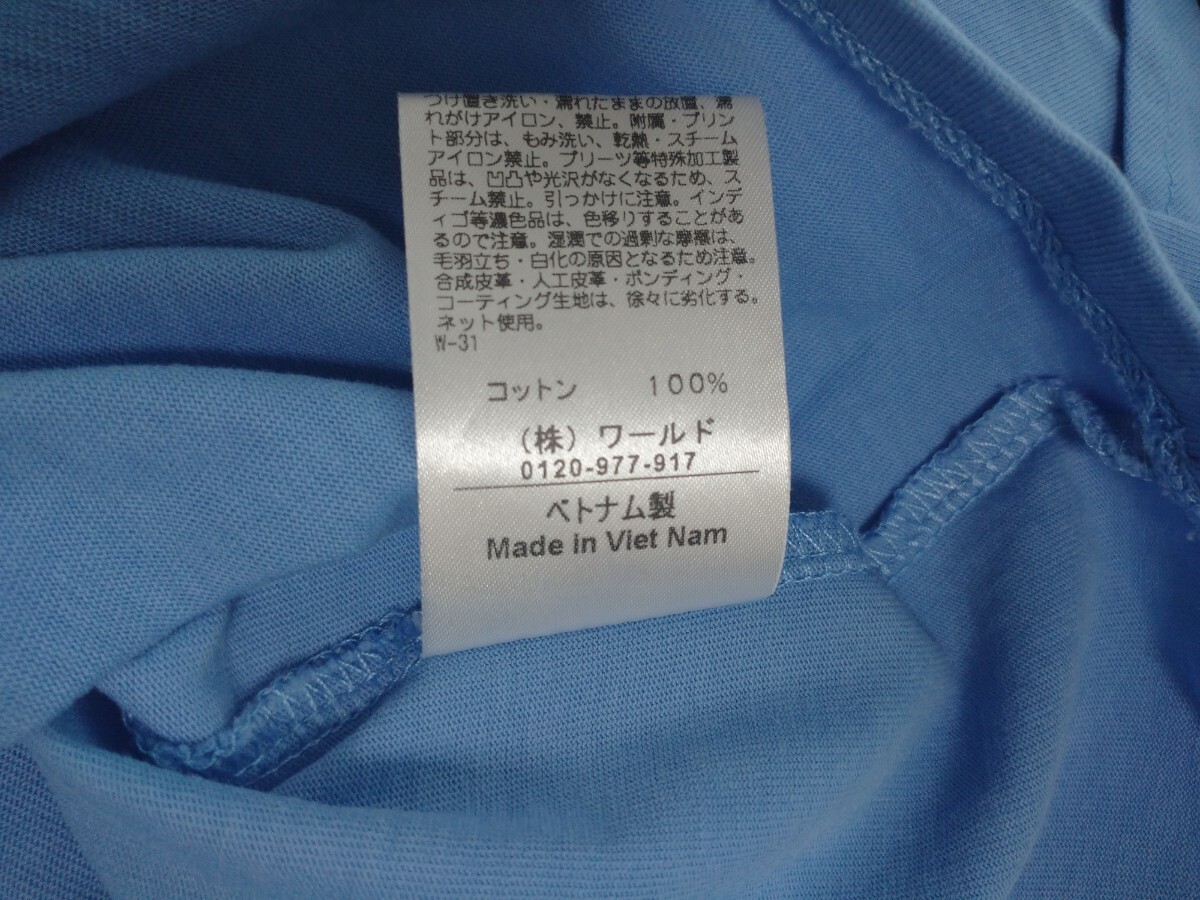 つけ置き洗い・濡れたままの放置、濡
れがけアイロン、禁止。附属・プリン
ト部分は、もみ洗い、乾熱・スチーム
アイロン禁止。プリーツ等特殊加工製
品は、凹凸や光沢がなくなるため、ス
チーム禁止。引っかけに注意。インデ
ィゴ等濃色品は、色移りすることがあ
るので注意。湿潤での過剰な摩擦は、
毛羽立ち・白化の原因となるため注意。
合成皮革・人工皮革・ボンディング・
コーティング生地は、徐々に劣化する。
ネット使用。
W-31
コットン 100%
(株) ワールド
0120-977-917
ベトナム製
Made in Viet Nam